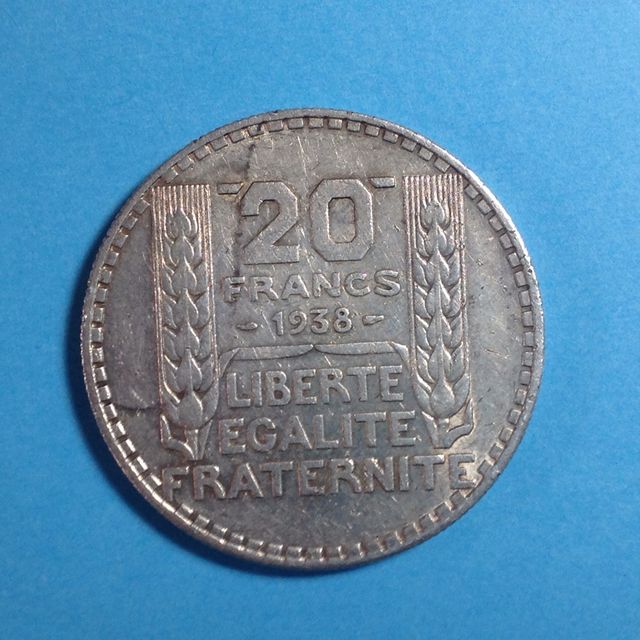 20
FRANCS
- 1938 -
LIBERTE
EGALITE
FRATERNITE